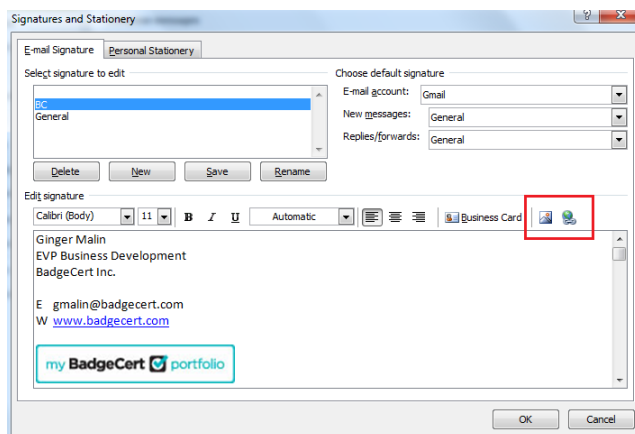 Signatures and Stationery
E-mail Signature Personal Stationery
Select signature to edit
BC
General
Delete New Save Rename
Choose default signature
E-mail account: Gmail
New messages: General
Replies/forwards: General
Edit signature
Calibri (Body) 11 B I U Automatic Business Card
Ginger Malin
EVP Business Development
BadgeCert Inc.
E gmalin@badgecert.com
W www.badgecert.com
my BadgeCert portfolio
OK Cancel